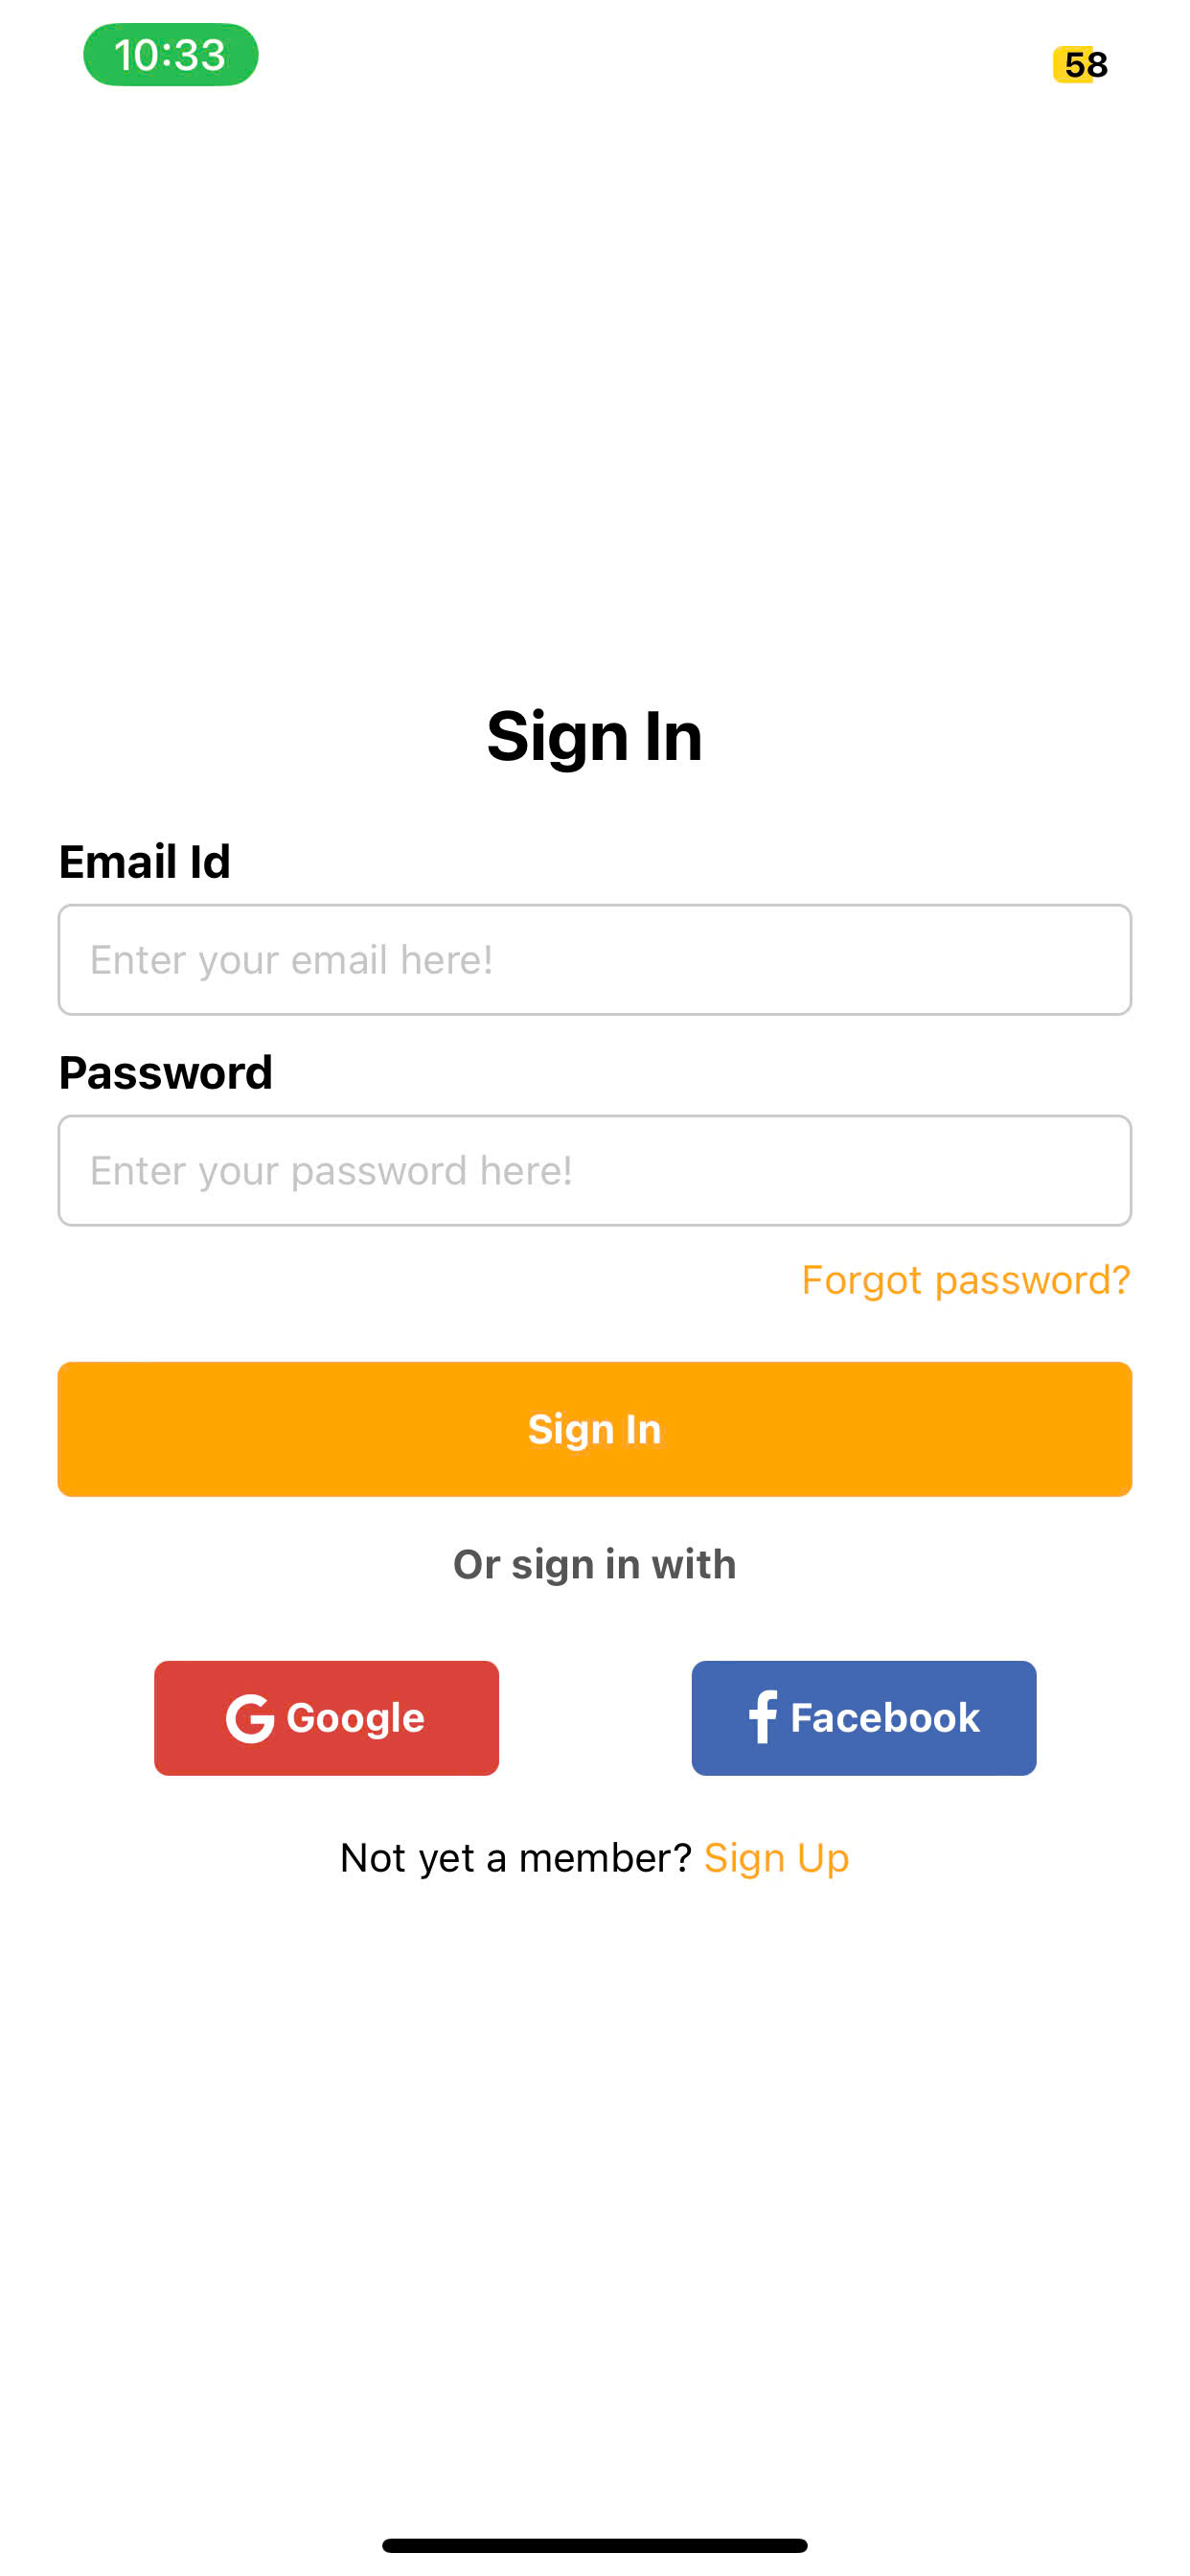 10:33
58
Sign In
Email Id
Enter your email here!
Password
Enter your password here!
Forgot password?
Sign In
Or sign in with
Google
Facebook
Not yet a member? Sign Up